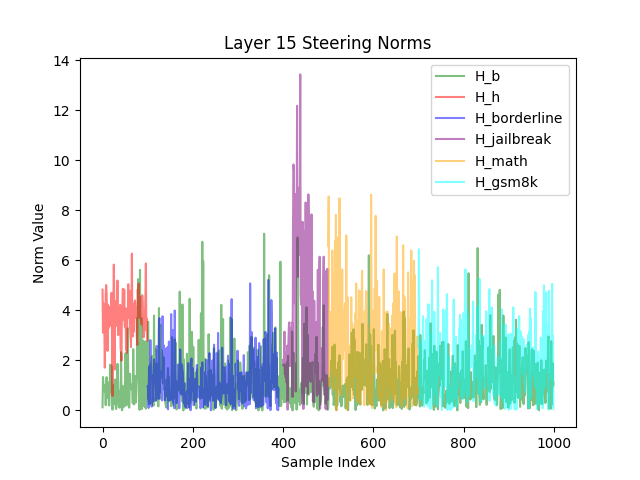 Layer 15 Steering Norms
14
12
10
8
6
4
2
0
Norm Value
H_b
H_h
H_borderline
H_jailbreak
H_math
H_gsm8k
0 200 400 600 800 1000
Sample Index